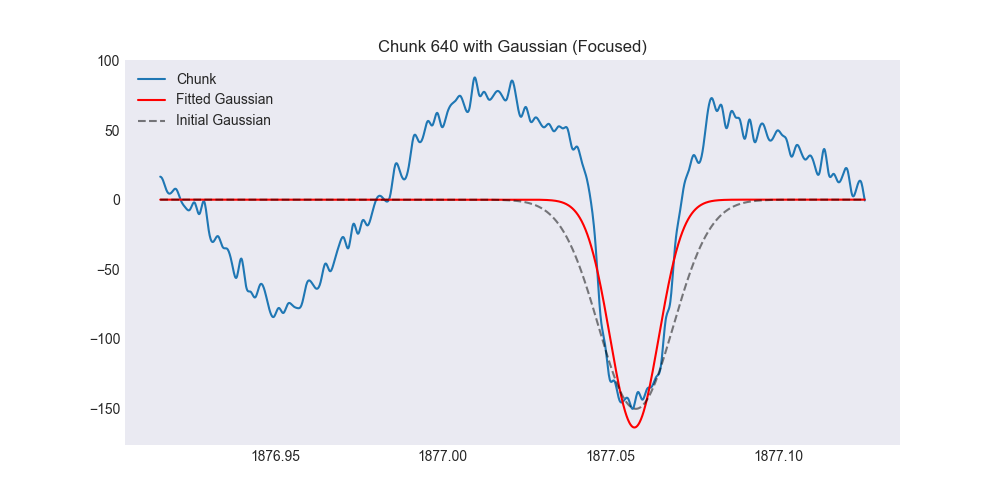 Chunk 640 with Gaussian (Focused)
100
Chunk
Fitted Gaussian
Initial Gaussian
50
0
−50
−100
−150
1876.95 1877.00 1877.05 1877.10